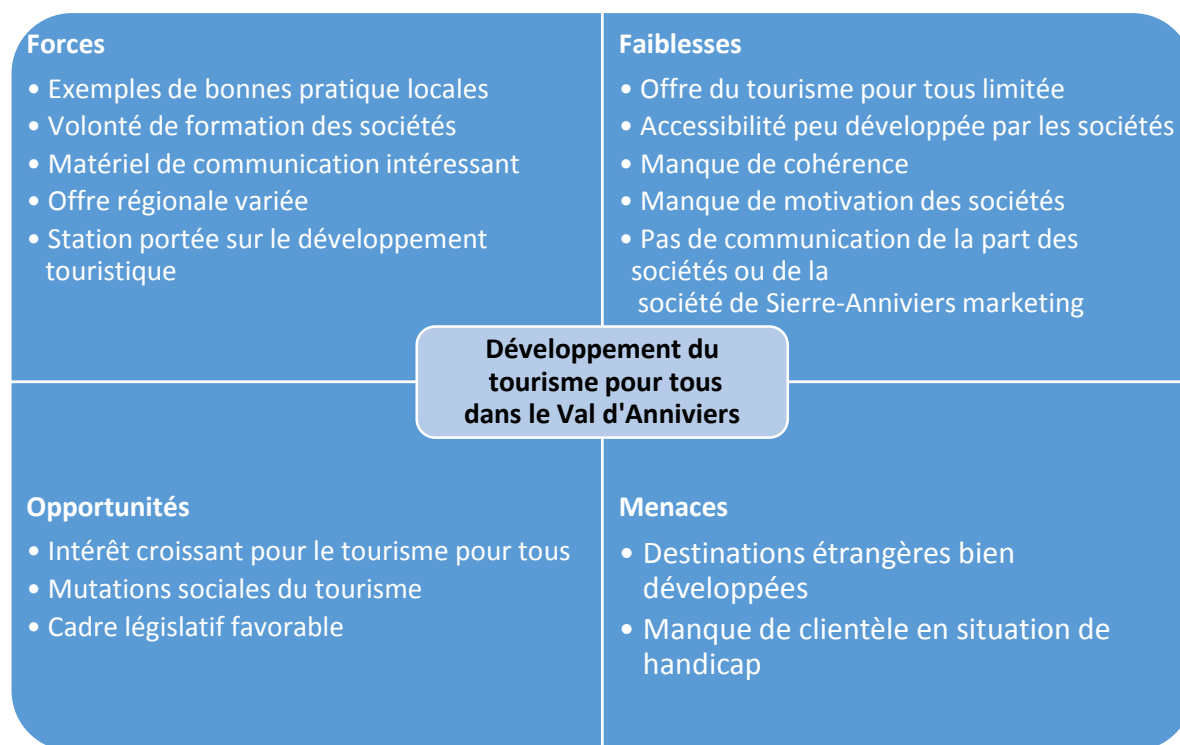 Forces
• Exemples de bonnes pratique locales
• Volonté de formation des sociétés
• Matériel de communication intéressant
• Offre régionale variée
• Station portée sur le développement
touristique
Faiblesses
• Offre du tourisme pour tous limitée
• Accessibilité peu développée par les sociétés
• Manque de cohérence
• Manque de motivation des sociétés
• Pas de communication de la part des
sociétés ou de la
société de Sierre-Anniviers marketing
Développement du
tourisme pour tous
dans le Val d'Anniviers
Opportunités
• Intérêt croissant pour le tourisme pour tous
• Mutations sociales du tourisme
• Cadre législatif favorable
Menaces
• Destinations étrangères bien
développées
• Manque de clientèle en situation de
handicap